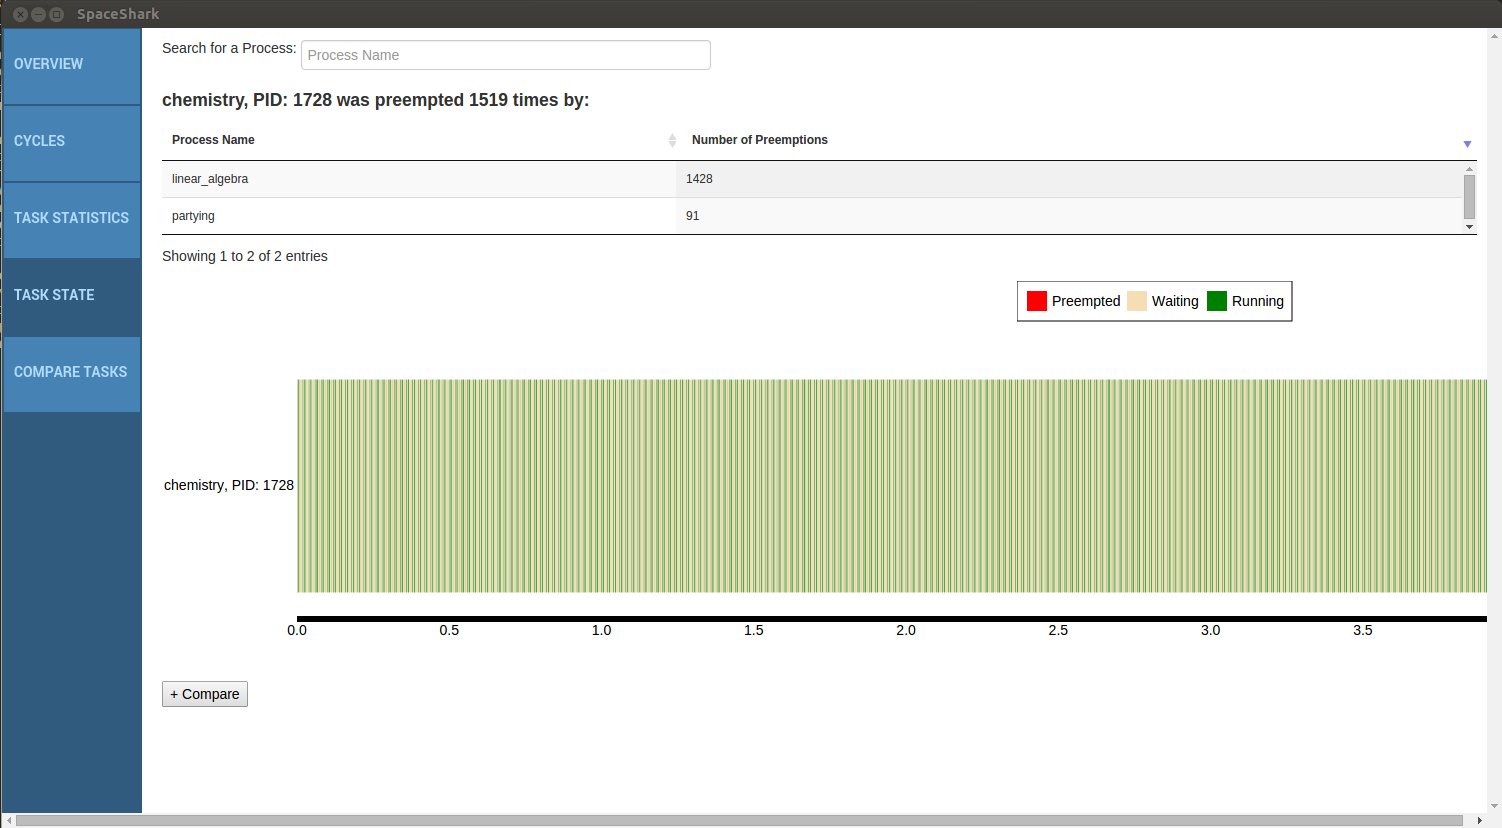 SpaceShark
OVERVIEW
CYCLES
TASK STATISTICS
TASK STATE
COMPARE TASKS
Search for a Process: Process Name
chemistry, PID: 1728 was preempted 1519 times by:
Process Name Number of Preemptions
linear_algebra 1428
partying 91
Showing 1 to 2 of 2 entries
Preempted Waiting Running
chemistry, PID: 1728
0.0 0.5 1.0 1.5 2.0 2.5 3.0 3.5
+ Compare